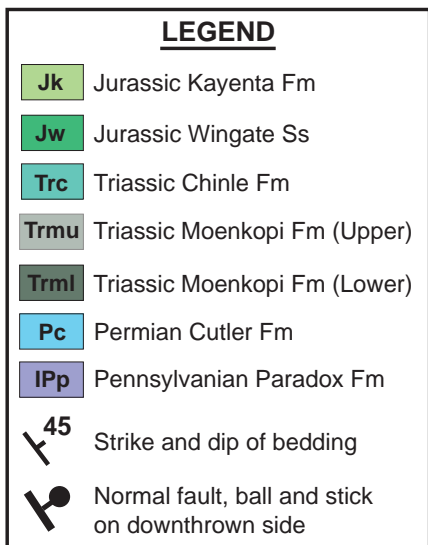 LEGEND
Jk Jurassic Kayenta Fm
Jw Jurassic Wingate Ss
Trc Triassic Chinle Fm
Trmu Triassic Moenkopi Fm (Upper)
Trml Triassic Moenkopi Fm (Lower)
Pc Permian Cutler Fm
IPp Pennsylvanian Paradox Fm
45 Strike and dip of bedding
Normal fault, ball and stick
on downthrown side